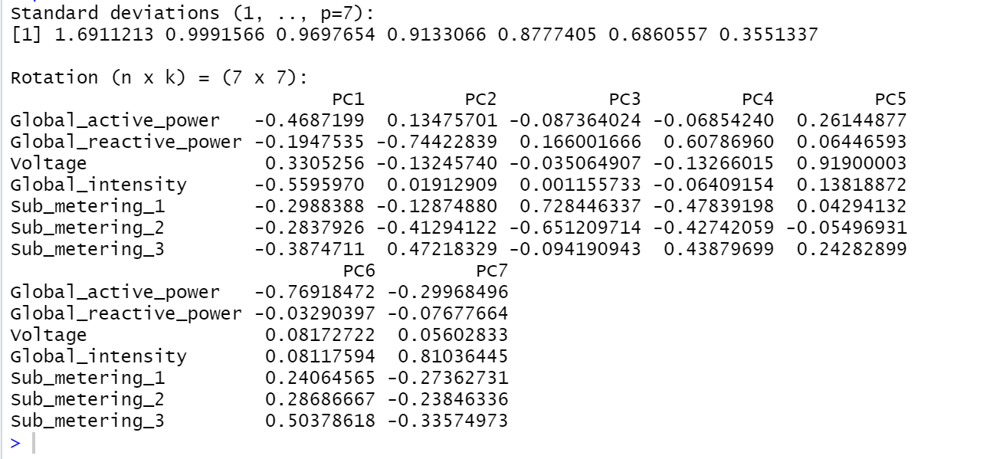 Standard deviations (1, .., p=7):
[1] 1.6911213 0.9991566 0.9697654 0.9133066 0.8777405 0.6860557 0.3551337
Rotation (n x k) = (7 x 7):
PC1 PC2 PC3 PC4 PC5
Global_active_power -0.4687199 0.13475701 -0.087364024 -0.06854240 0.26144877
Global_reactive_power -0.1947535 -0.74422839 0.166001666 0.60786960 0.06446593
Voltage 0.3305256 -0.13245740 -0.035064907 -0.13266015 0.91900003
Global_intensity -0.5595970 0.01912909 0.001155733 -0.06409154 0.13818872
Sub_metering_1 -0.2988388 -0.12874880 0.728446337 -0.47839198 0.04294132
Sub_metering_2 -0.2837926 -0.41294122 -0.651209714 -0.42742059 -0.05496931
Sub_metering_3 -0.3874711 0.47218329 -0.094190943 0.43879699 0.24282899
PC6 PC7
Global_active_power -0.76918472 -0.29968496
Global_reactive_power -0.03290397 -0.07677664
Voltage 0.08172722 0.05602833
Global_intensity 0.08117594 0.81036445
Sub_metering_1 0.24064565 -0.27362731
Sub_metering_2 0.28686667 -0.23846336
Sub_metering_3 0.50378618 -0.33574973
>